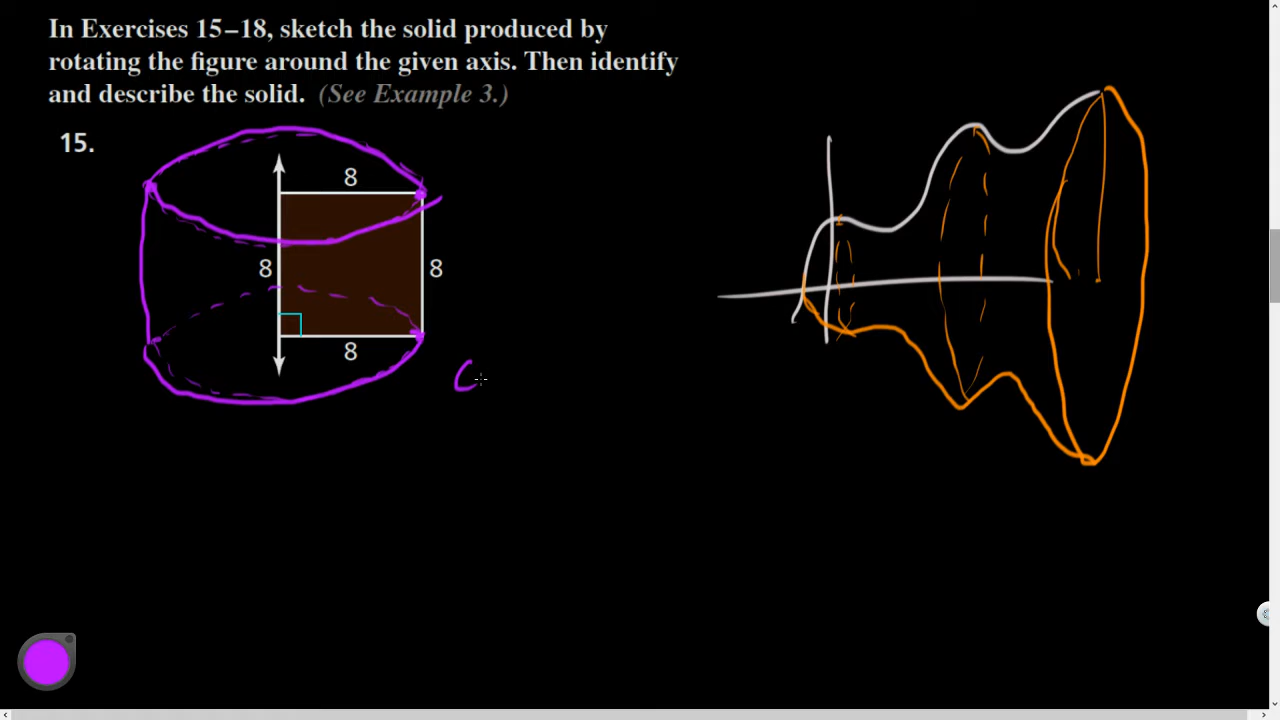 In Exercises 15–18, sketch the solid produced by
rotating the figure around the given axis. Then identify
and describe the solid. (See Example 3.)
15.
8
8
8
8
C